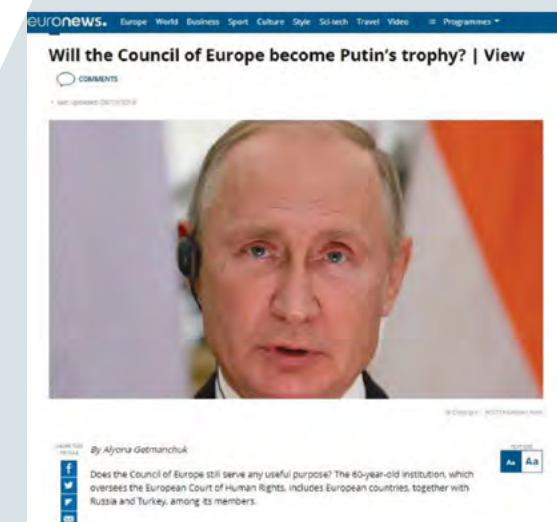 euronews. Europe World Business Sport Culture Style Sci-tech Travel Video Programmes
Will the Council of Europe become Putin’s trophy? | View
COMMENTS
By Alyona Getmanchuk
Aa Aa
Does the Council of Europe still serve any useful purpose? The 60-year-old institution, which
oversees the European Court of Human Rights, includes European countries, together with
Russia and Turkey, among its members.